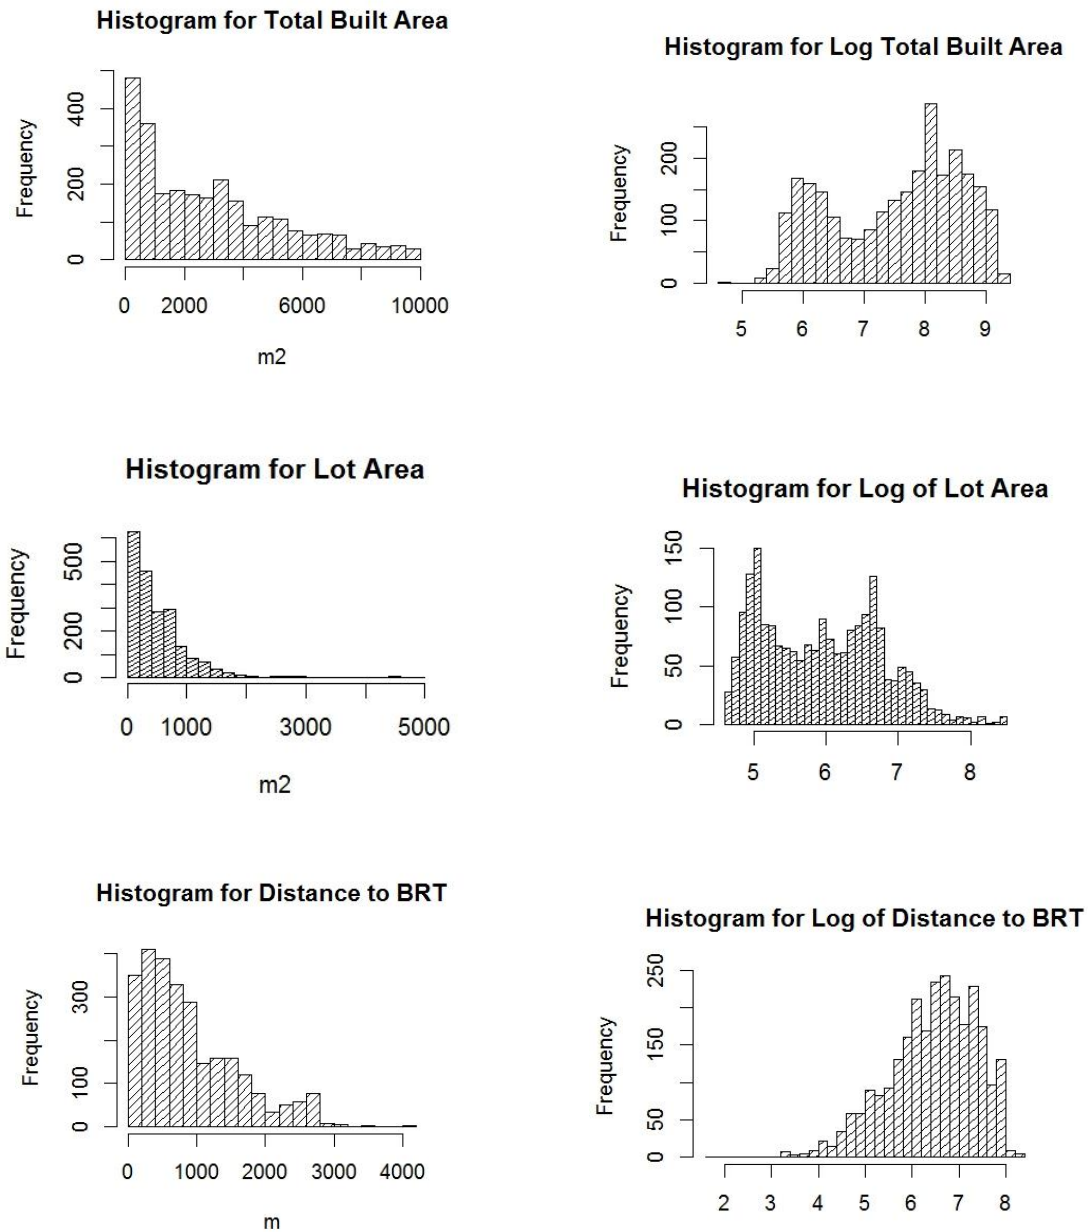 Histogram for Total Built Area
Frequency
400
200
0
0 2000 6000 10000
m2
Histogram for Log Total Built Area
Frequency
200
100
0
5 6 7 8 9
Histogram for Lot Area
Frequency
500
200
0
0 1000 3000 5000
m2
Histogram for Log of Lot Area
Frequency
150
100
50
0
5 6 7 8
Histogram for Distance to BRT
Frequency
300
100
0
0 1000 2000 3000 4000
m
Histogram for Log of Distance to BRT
Frequency
250
150
50
0
2 3 4 5 6 7 8